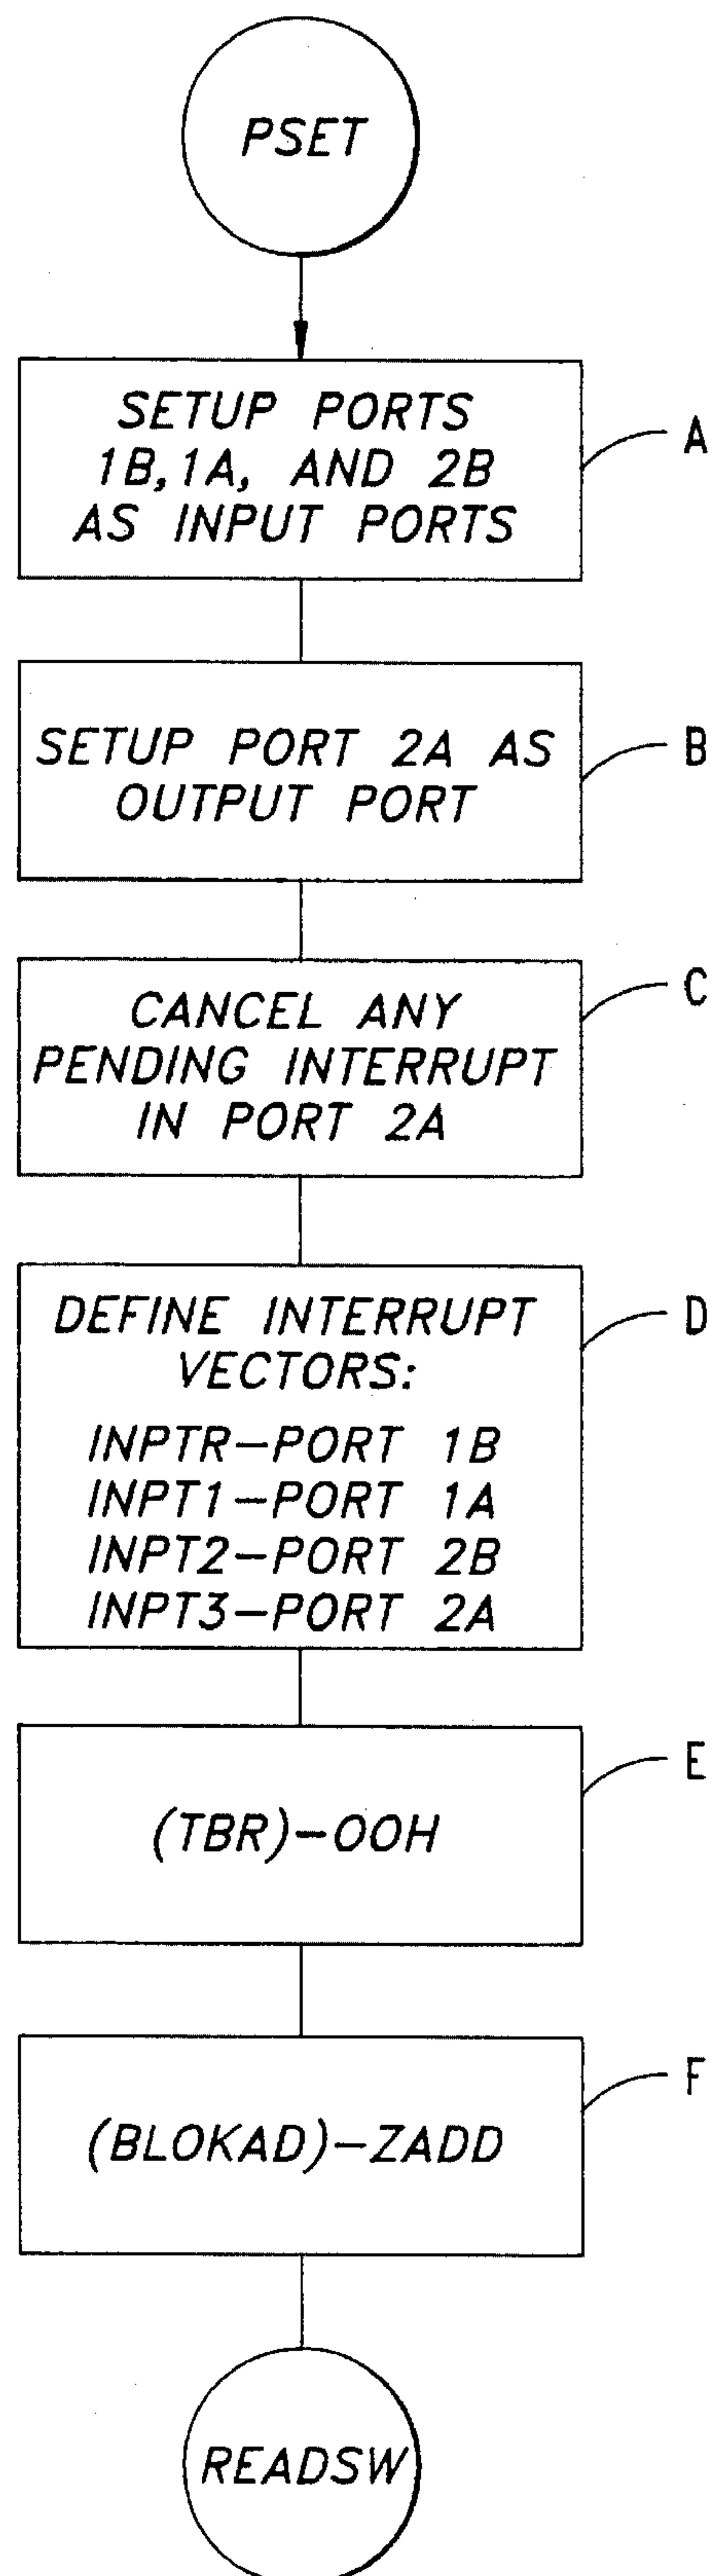 PSET
SETUP PORTS
1B,1A, AND 2B
AS INPUT PORTS
A
SETUP PORT 2A AS
OUTPUT PORT
B
CANCEL ANY
PENDING INTERRUPT
IN PORT 2A
C
DEFINE INTERRUPT
VECTORS:
INPTR-PORT 1B
INPT1-PORT 1A
INPT2-PORT 2B
INPT3-PORT 2A
D
(TBR)-OOH
E
(BLOKAD)-ZADD
F
READSW